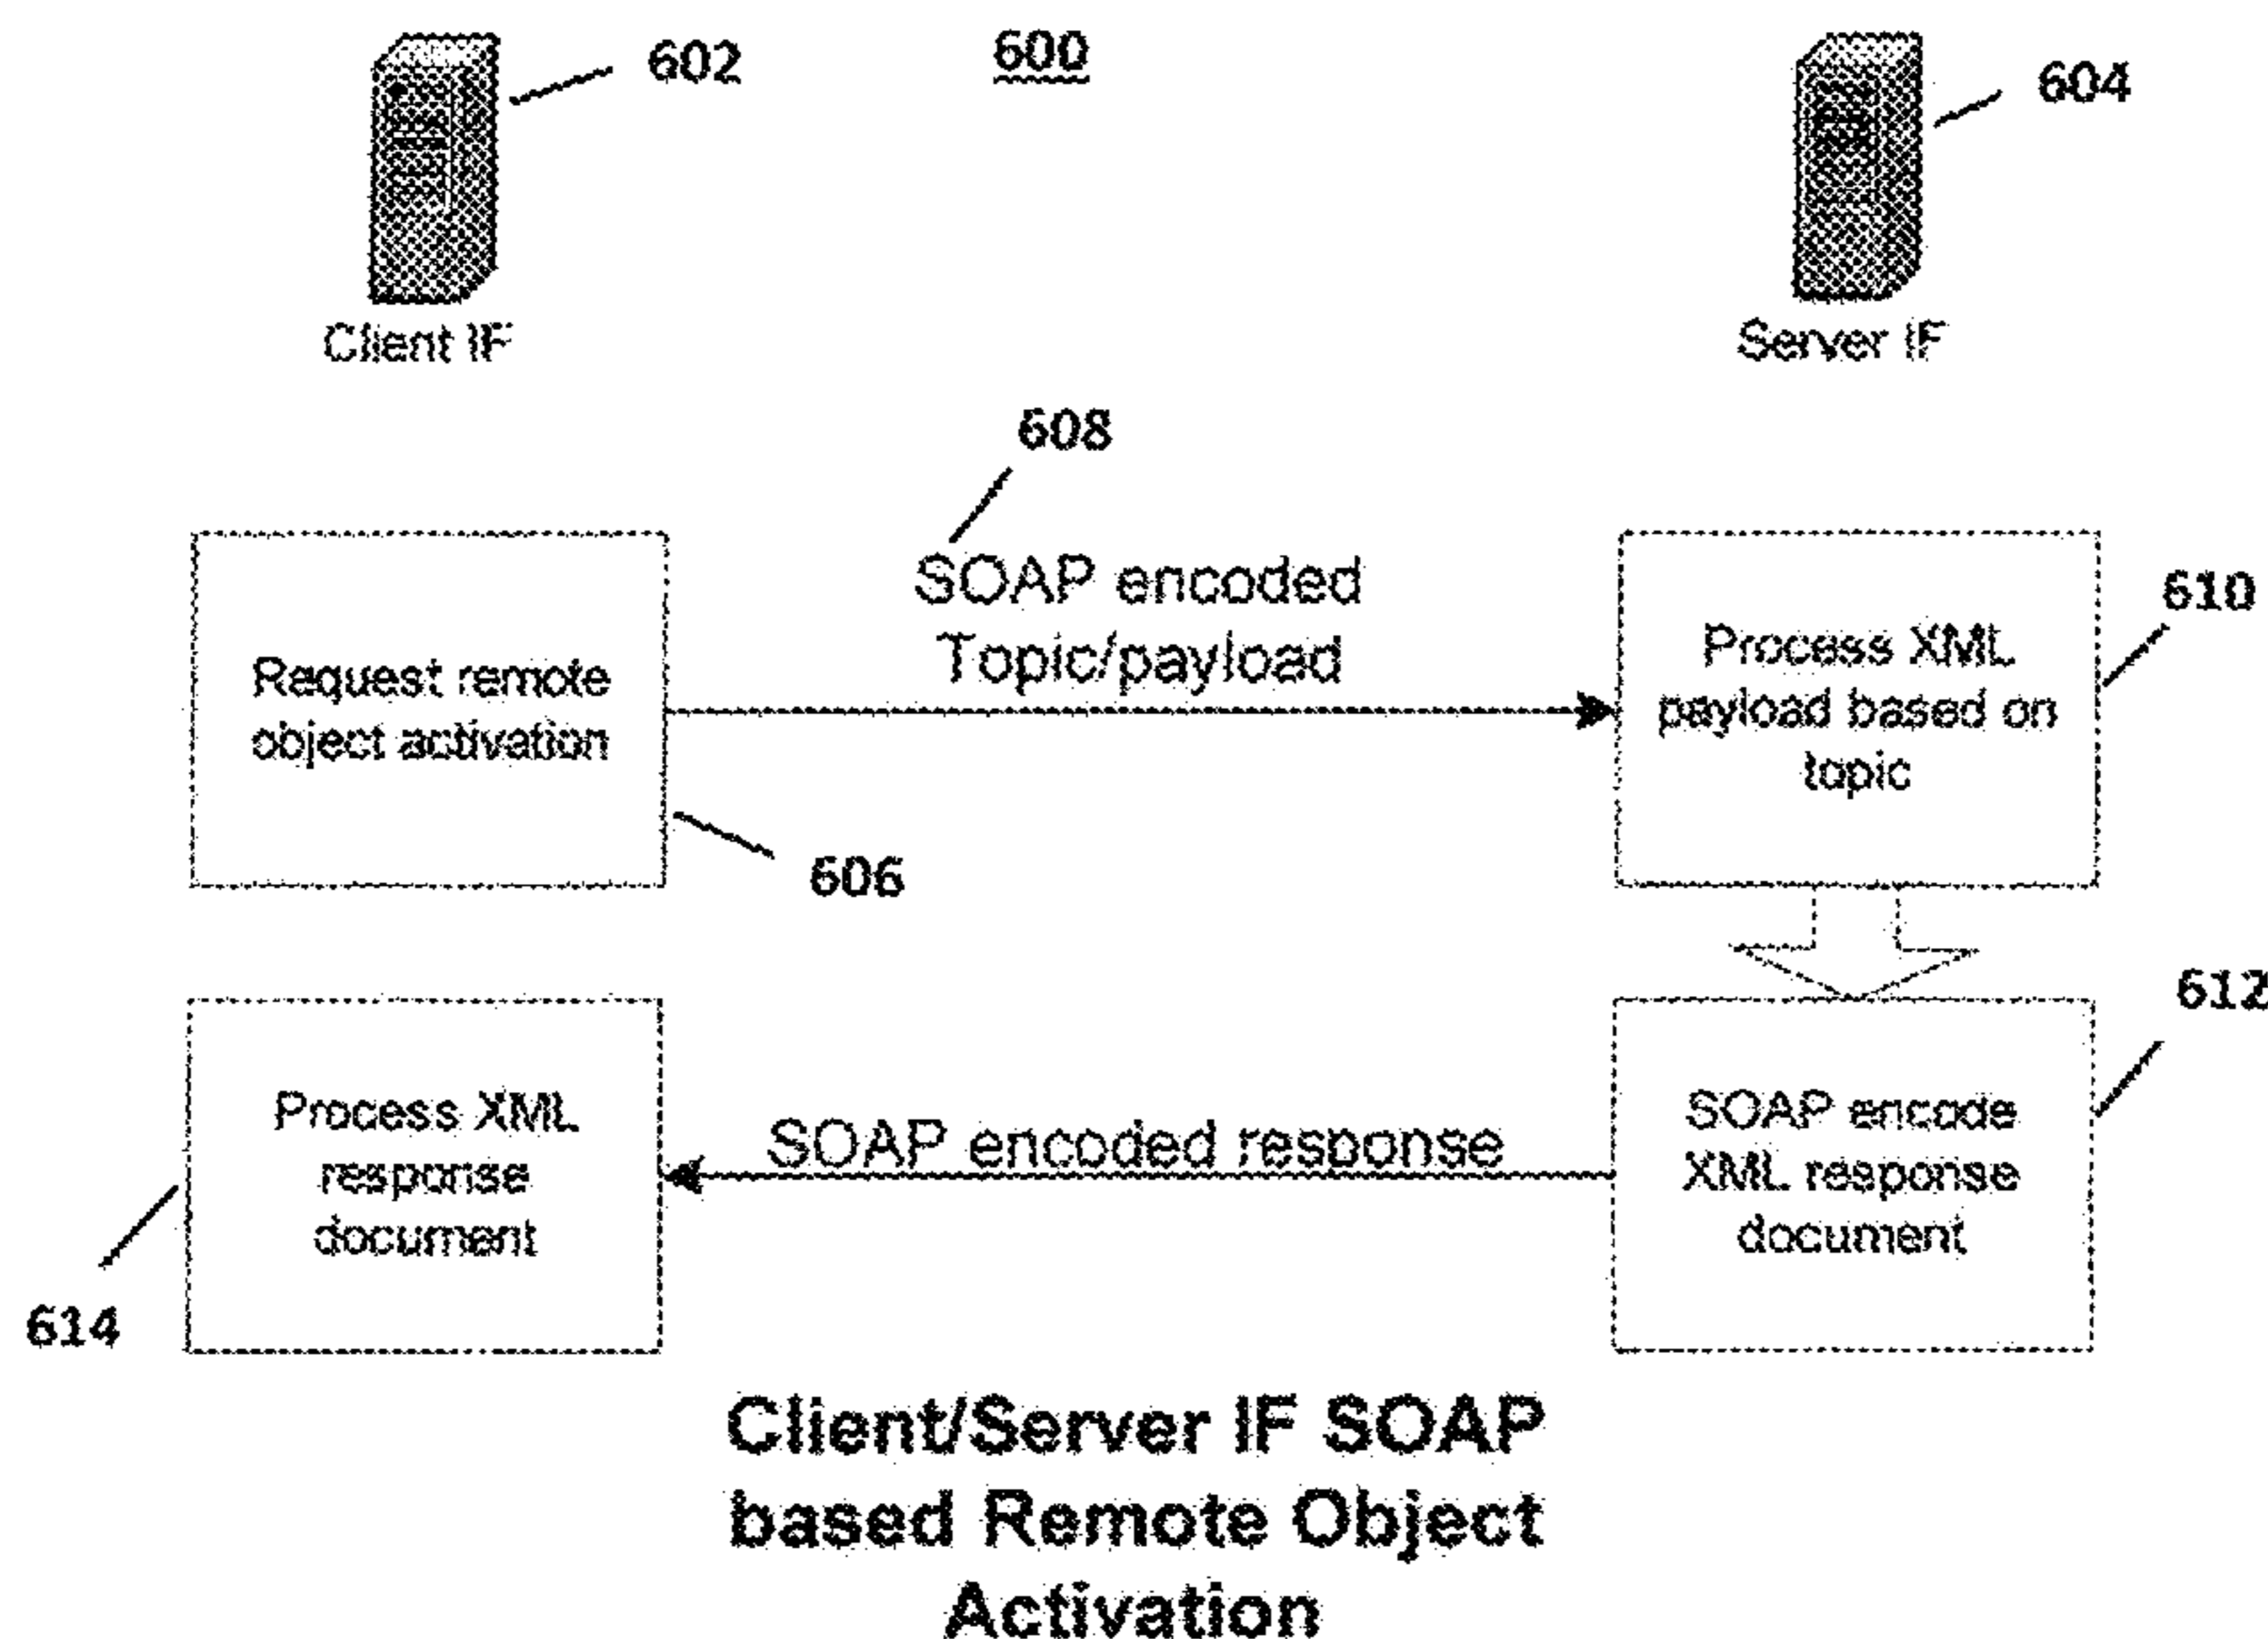 602
600
604
Client IF
Server IF
608
SOAP encoded
Topic/payload
Request remote
object activation
606
Process XML
payload based on
topic
610
612
SOAP encode
XML response
document
SOAP encoded response
Process XML
response
document
614
Client/Server IF SOAP
based Remote Object
Activation